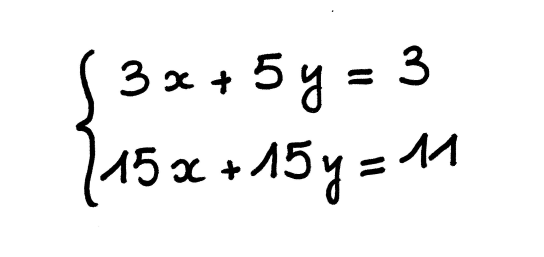 3x + 5y = 3
15x + 15y = 11